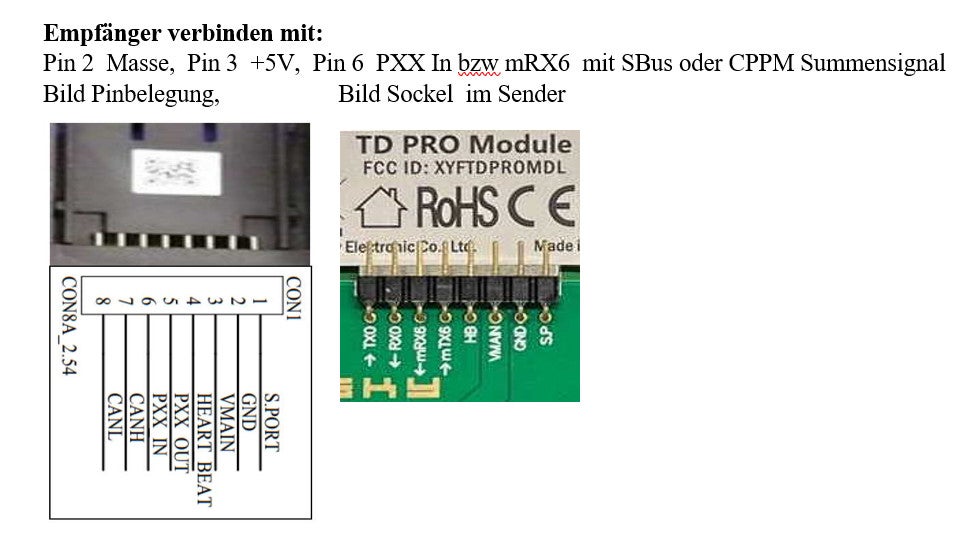 Empfänger verbinden mit:
Pin 2 Masse, Pin 3 +5V, Pin 6 PXX In bzw mRX6 mit SBus oder CPPM Summensignal
Bild Pinbelegung, Bild Sockel im Sender
TD PRO Module
FCC ID: XYFTDPROMDL
RoHS CE
Electronic Co., Ltd. Made i
TX0
RX0
mRX6
mTX6
HB
VMAIN
GND
S.P
CON1
1
2
3
4
5
6
7
8
CON8A_2.54
S.PORT
GND
VMAIN
HEART BEAT
PXX OUT
PXX IN
CANH
CANL